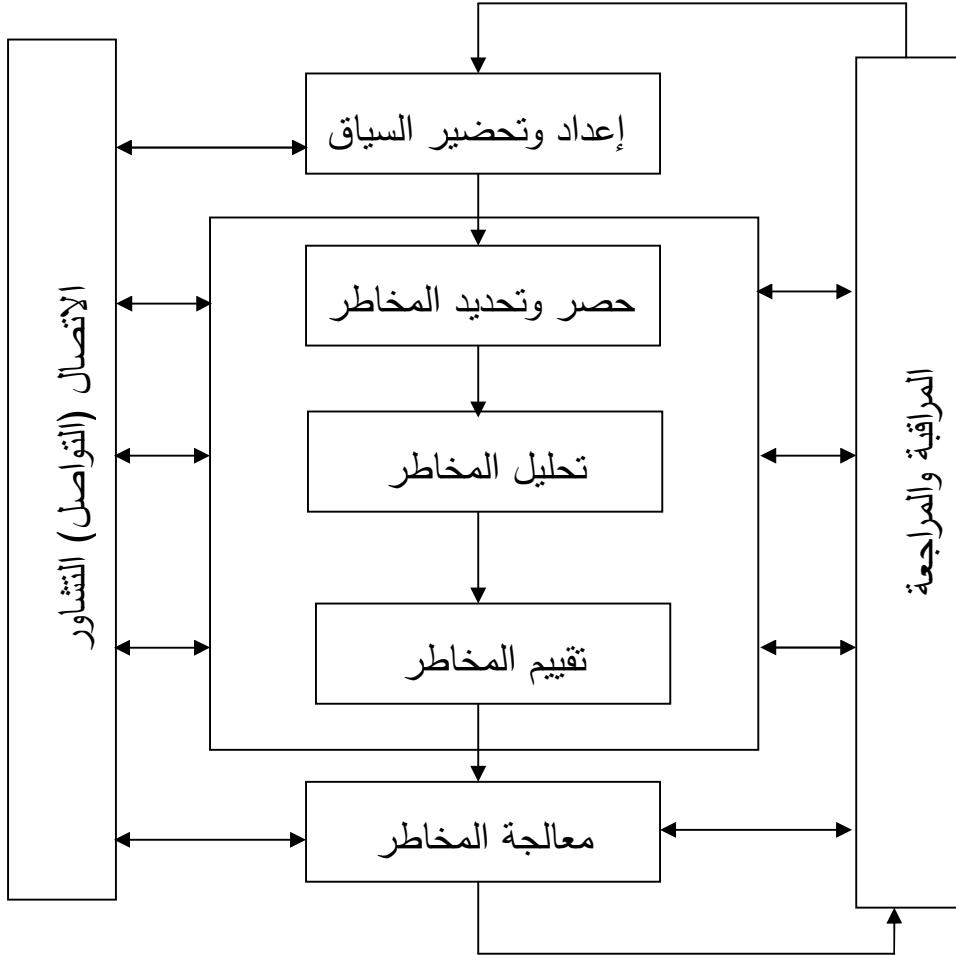 إعداد وتحضير السياق
حصر وتحديد المخاطر
تحليل المخاطر
تقييم المخاطر
معالجة المخاطر
المراقبة والمراجعة
الاتصال (التواصل) التشاور